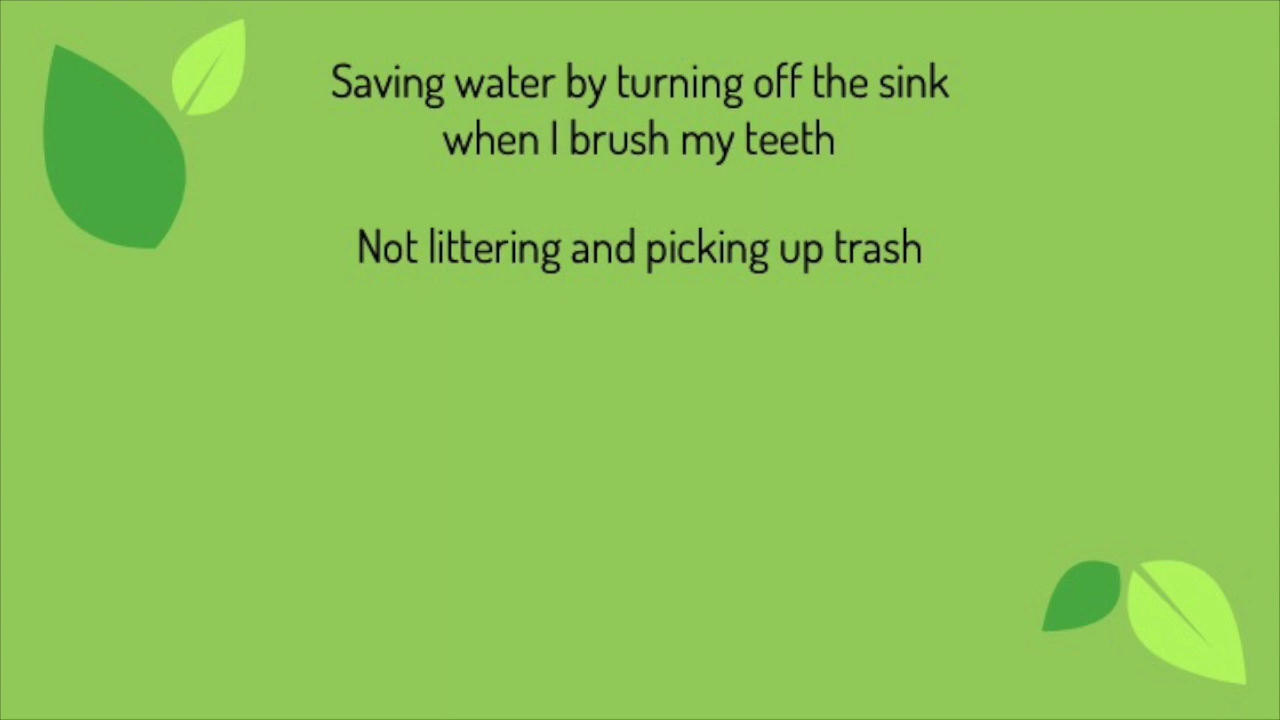 Saving water by turning off the sink
when I brush my teeth
Not littering and picking up trash